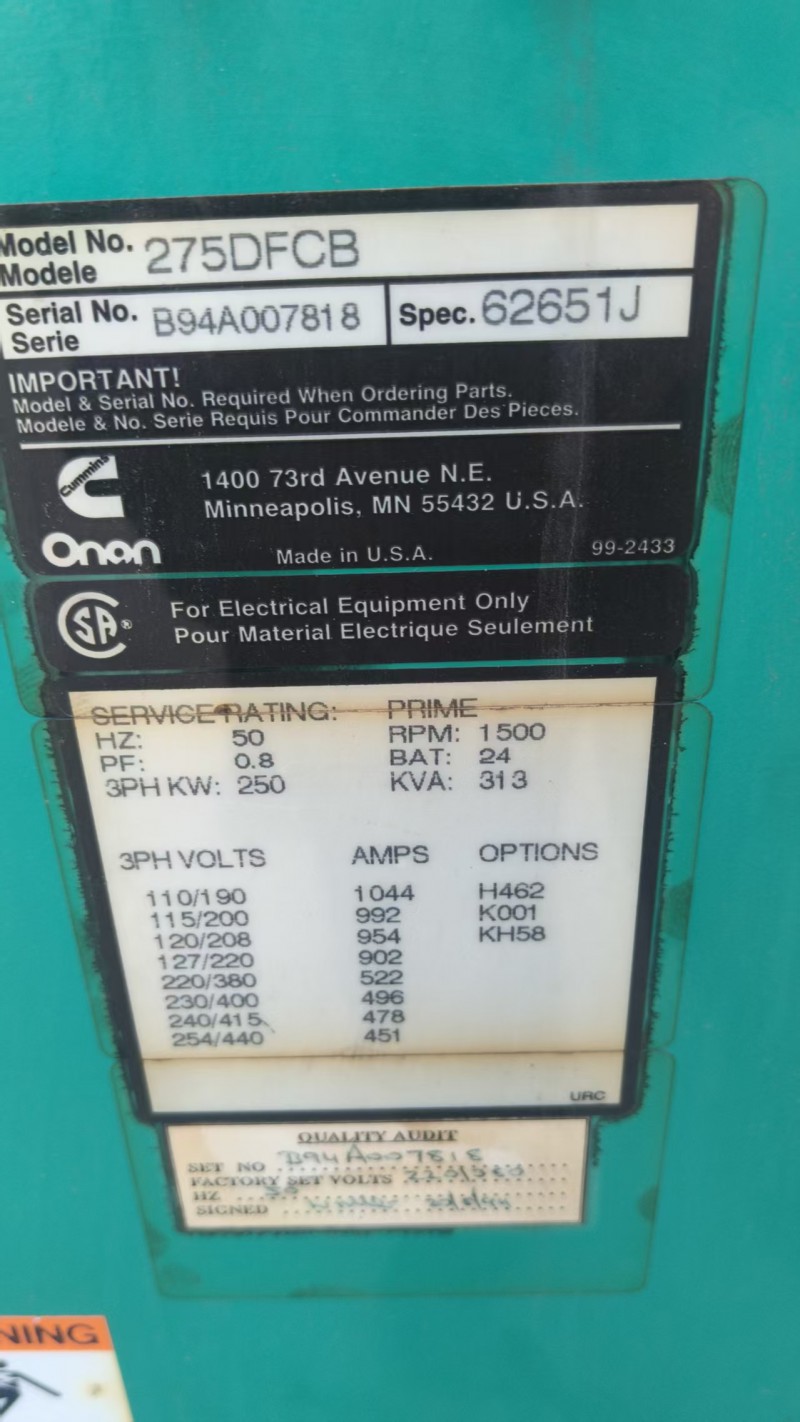 Model No. 275DFCB
Modele
Serial No. B94A007818 Spec. 62651J
Serie
IMPORTANT!
Model & Serial No. Required When Ordering Parts.
Modele & No. Serie Requis Pour Commander Des Pieces.
Cummins
1400 73rd Avenue N.E.
Minneapolis, MN 55432 U.S.A.
Onan
Made in U.S.A. 99-2433
SA®
For Electrical Equipment Only
Pour Material Electrique Seulement
SERVICE RATING: PRIME
HZ: 50 RPM: 1500
PF: 0.8 BAT: 24
3PH KW: 250 KVA: 313
3PH VOLTS AMPS OPTIONS
110/190 1044 H462
115/200 992 K001
120/208 954 KH58
127/220 902
220/380 522
230/400 496
240/415 478
254/440 451
URC
QUALITY AUDIT
SET NO B94A007818
FACTORY SET VOLTS
HZ 50
SIGNED
NING